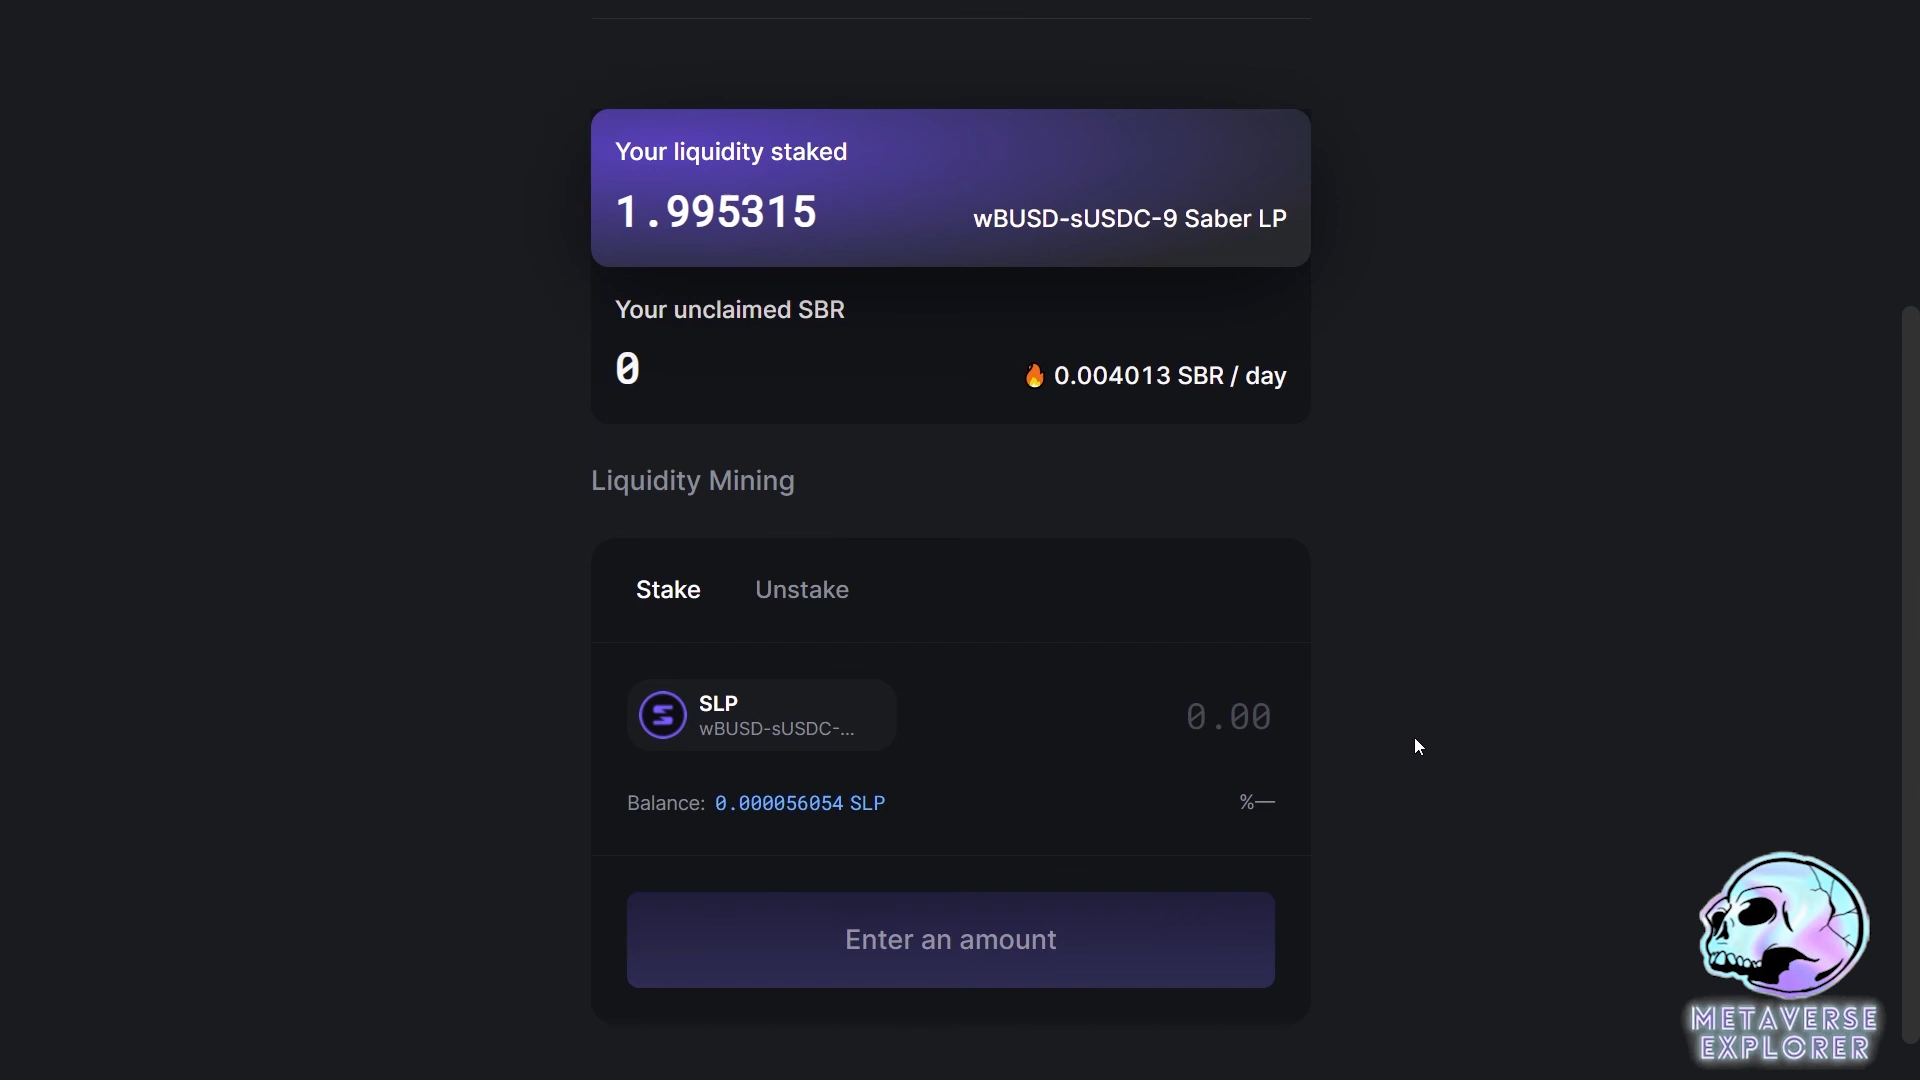 Your liquidity staked
1.995315
wBUSD-sUSDC-9 Saber LP
Your unclaimed SBR
0
🔥 0.004013 SBR / day
Liquidity Mining
Stake Unstake
SLP
wBUSD-sUSDC-...
0.00
Balance: 0.000056054 SLP
%—
Enter an amount
METAVERSE
EXPLORER